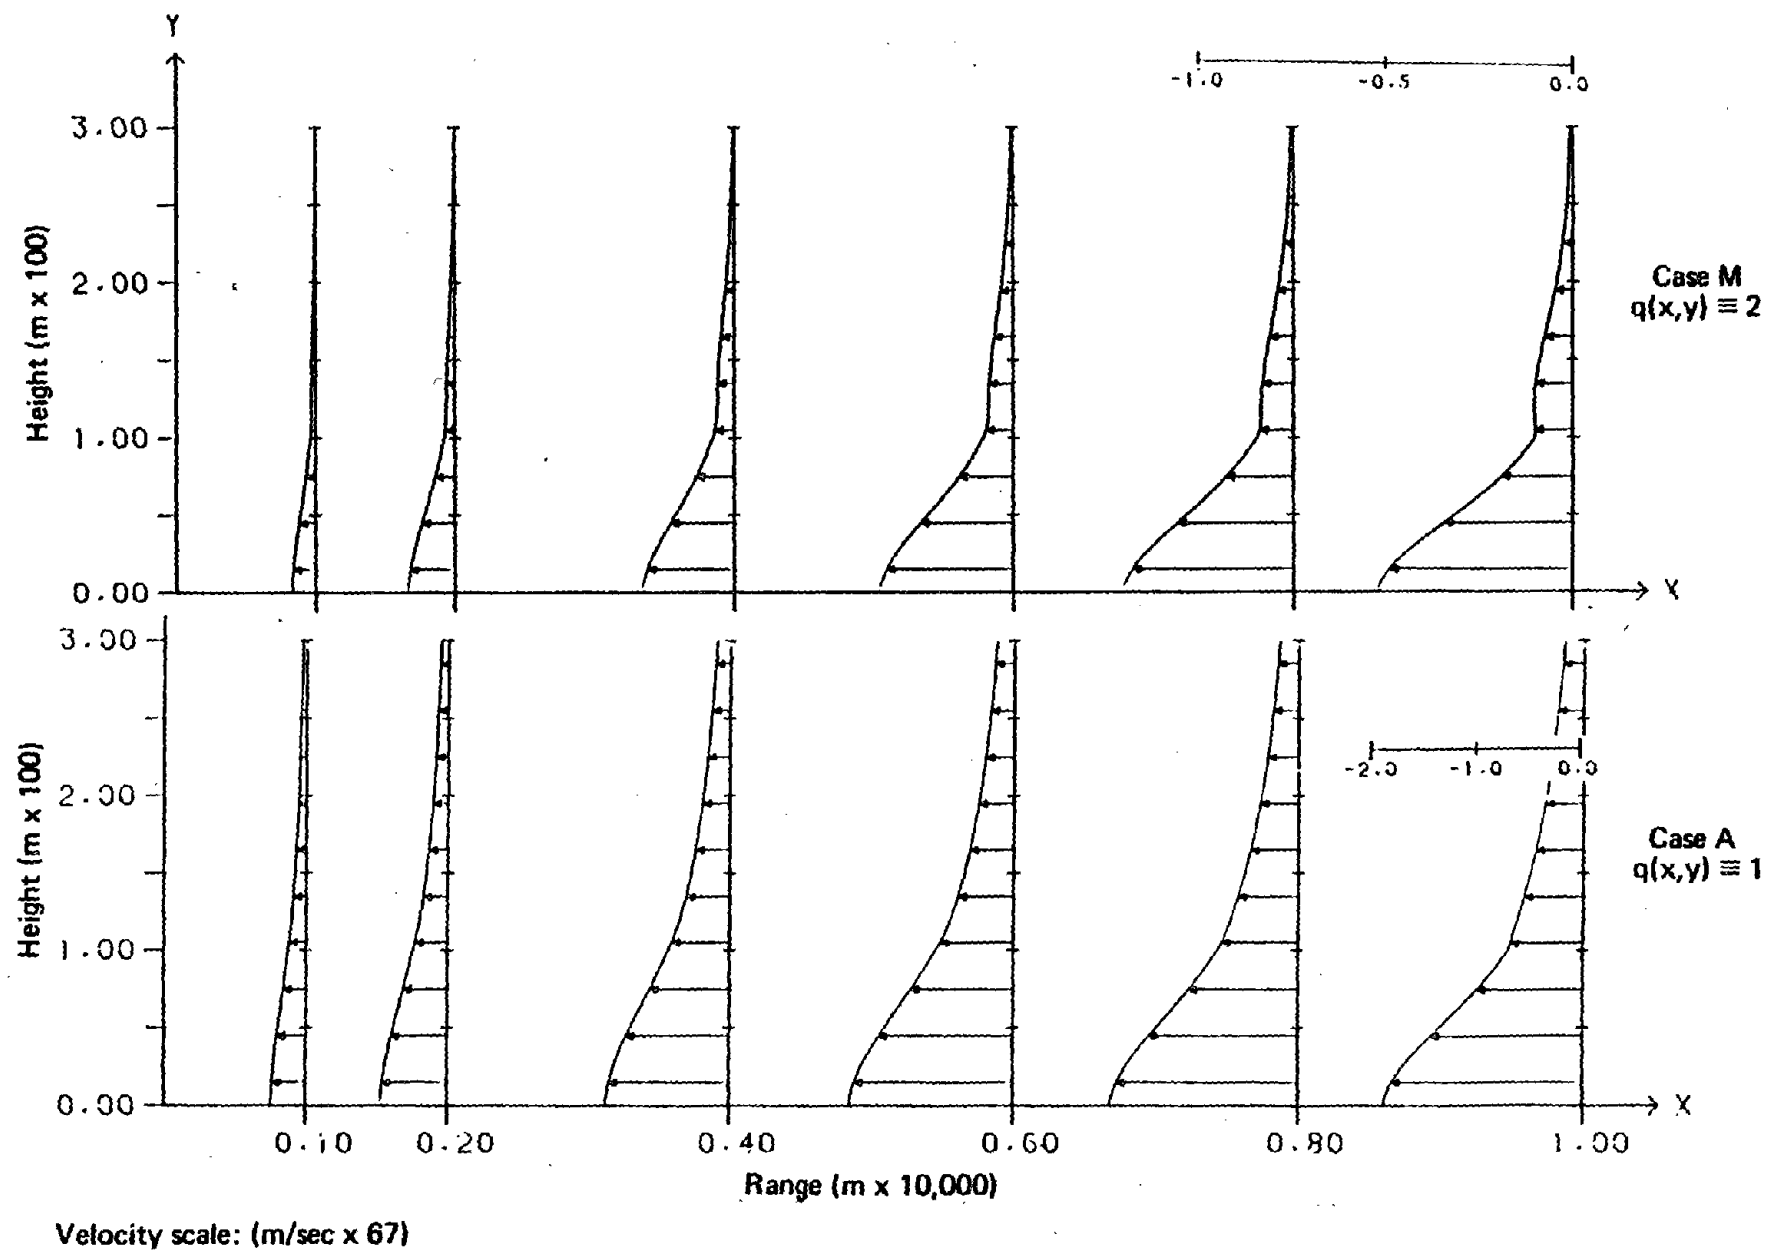 Y
-1.0 -0.5 0.0
3.00
2.00
1.00
0.00
Height (m x 100)
Case M
q(x,y) ≡ 2
X
3.00
2.00
1.00
0.00
Height (m x 100)
-2.0 -1.0 0.0
Case A
q(x,y) ≡ 1
X
0.10 0.20 0.40 0.60 0.80 1.00
Range (m x 10,000)
Velocity scale: (m/sec x 67)